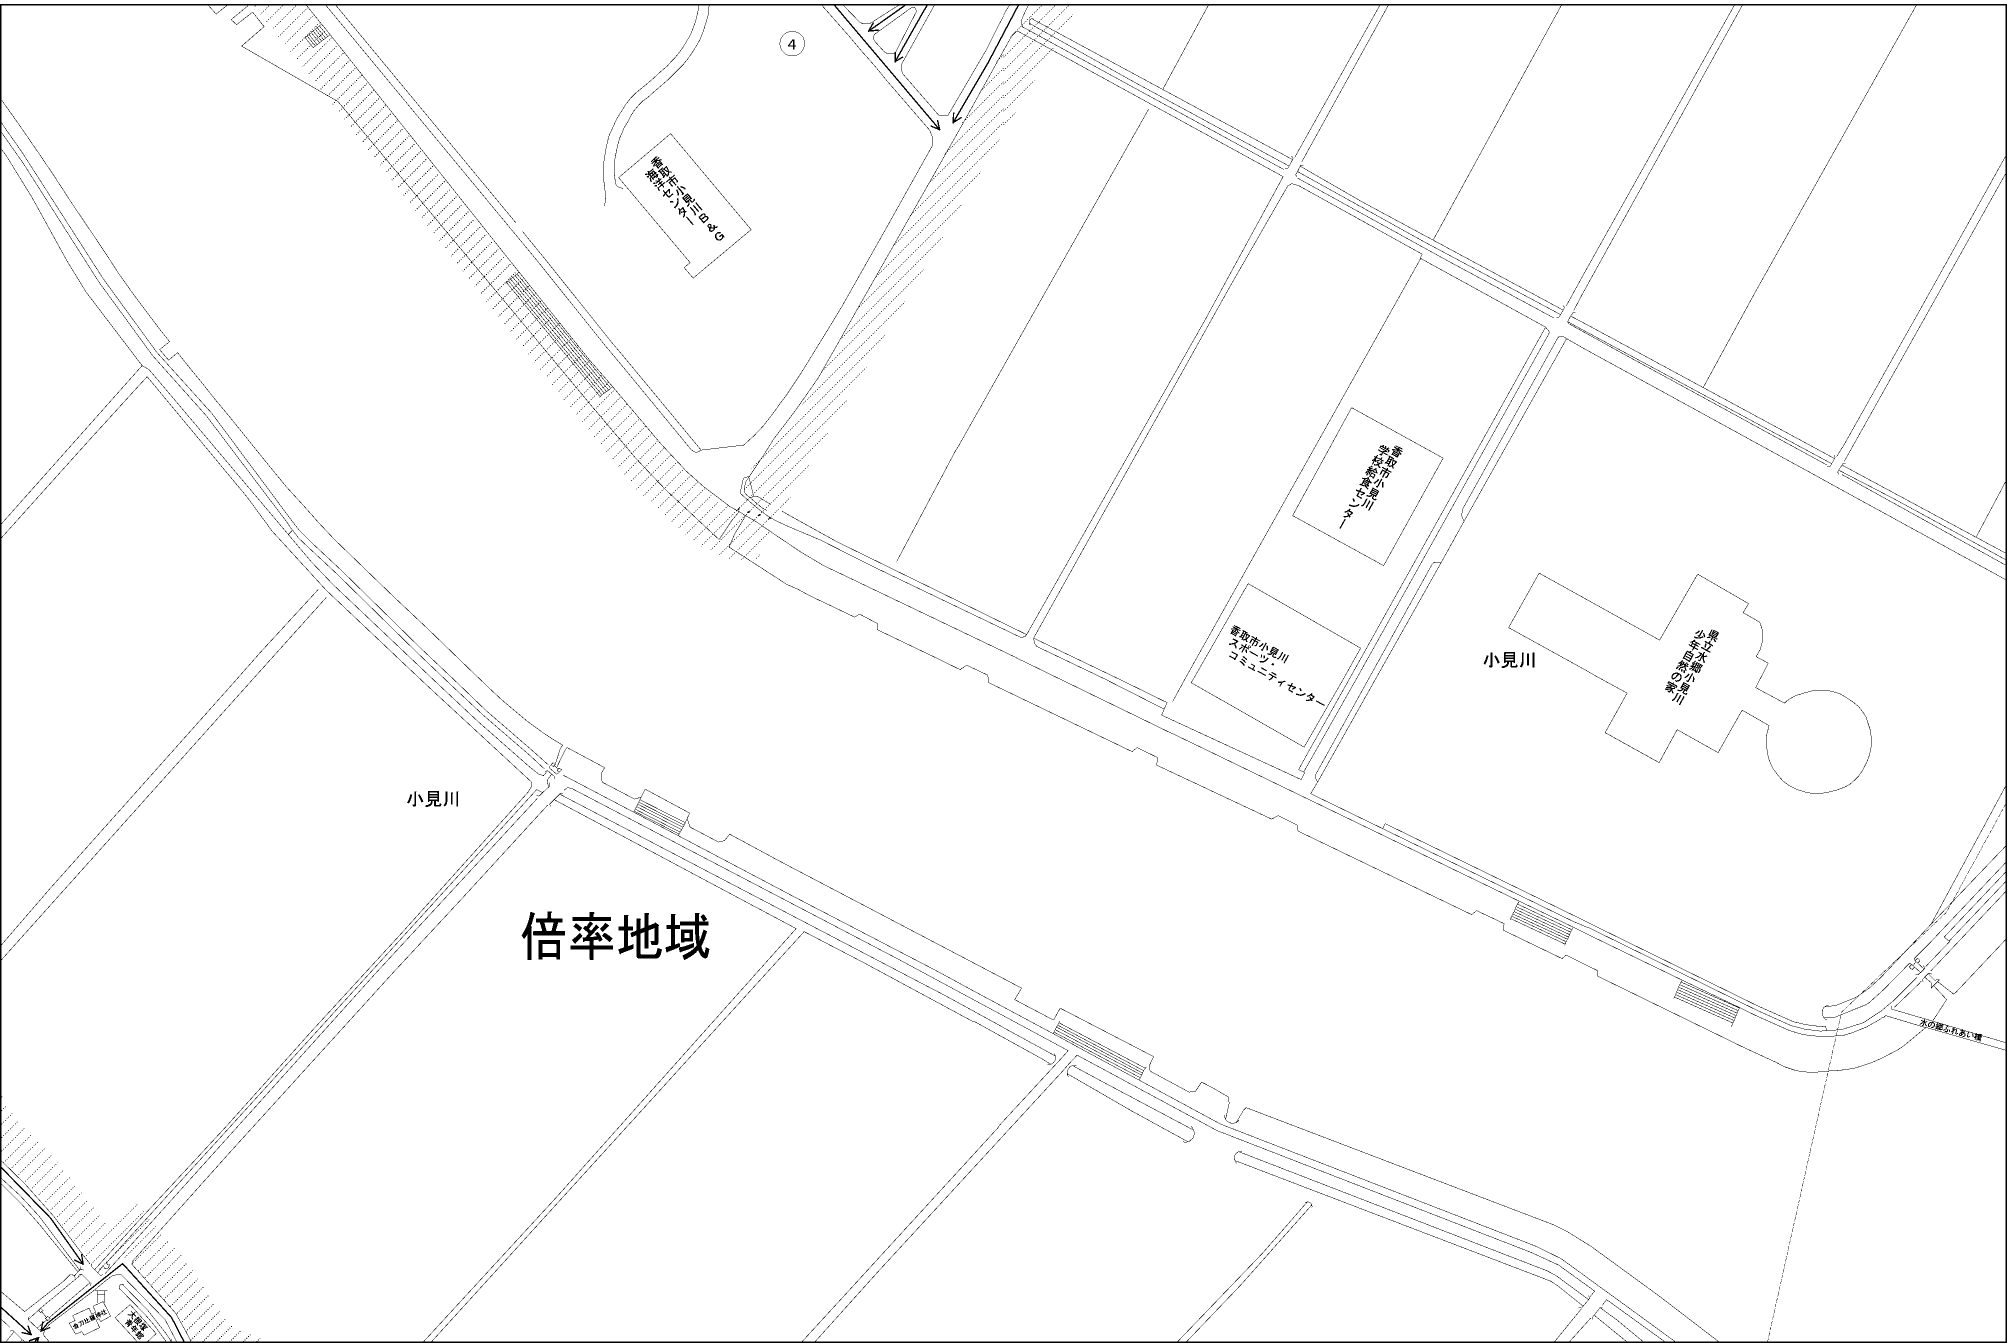 4
香取市小見川B&G
海洋センター
香取市小見川
学校給食センター
香取市小見川
スポーツ・
コミュニティセンター
小見川
県立水郷小見川
少年自然の家
小見川
倍率地域
水の郷ふれあい橋